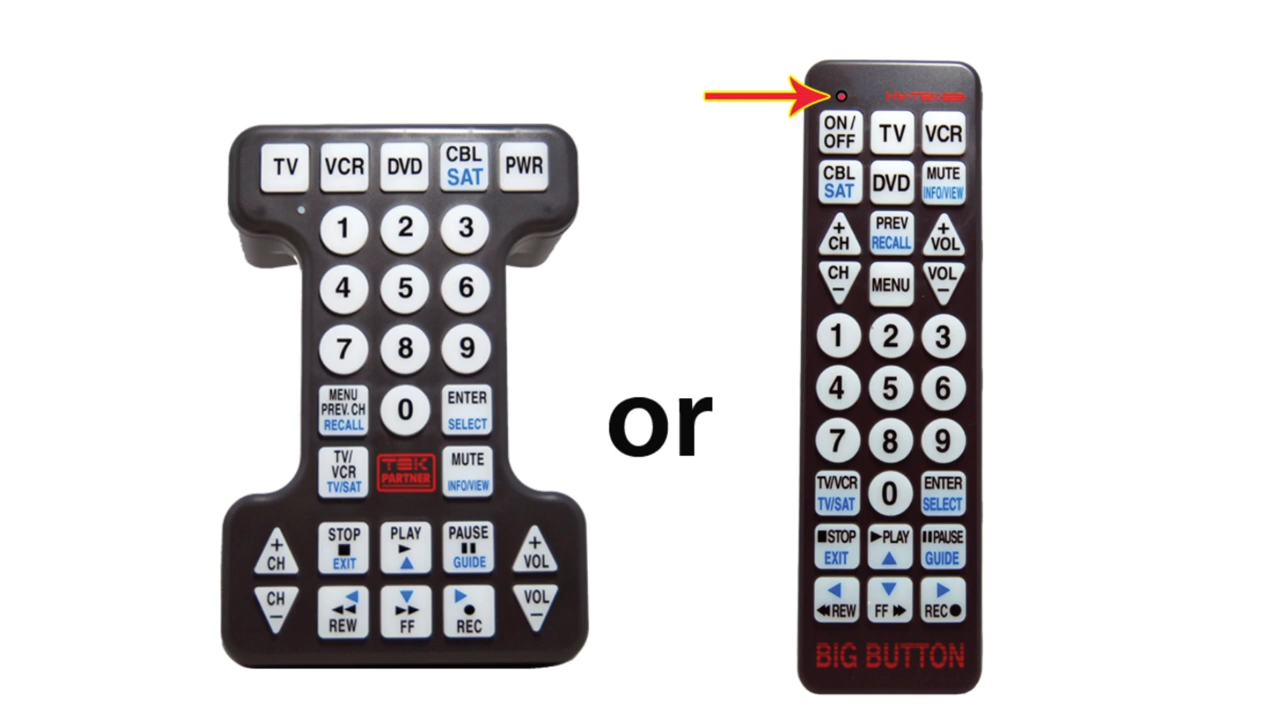 TV VCR DVD CBL SAT PWR
1 2 3
4 5 6
7 8 9
MENU PREV. CH RECALL 0 ENTER SELECT
TV/ VCR TV/SAT TEK PARTNER MUTE INFO/VIEW
+ CH STOP EXIT PLAY PAUSE GUIDE + VOL
CH − REW FF REC VOL −
or
ON / OFF TV VCR
CBL SAT DVD MUTE INFO/VIEW
+ CH PREV RECALL + VOL
CH − MENU VOL −
1 2 3
4 5 6
7 8 9
TV/VCR TV/SAT 0 ENTER SELECT
STOP EXIT PLAY PAUSE GUIDE
REW FF REC
BIG BUTTON